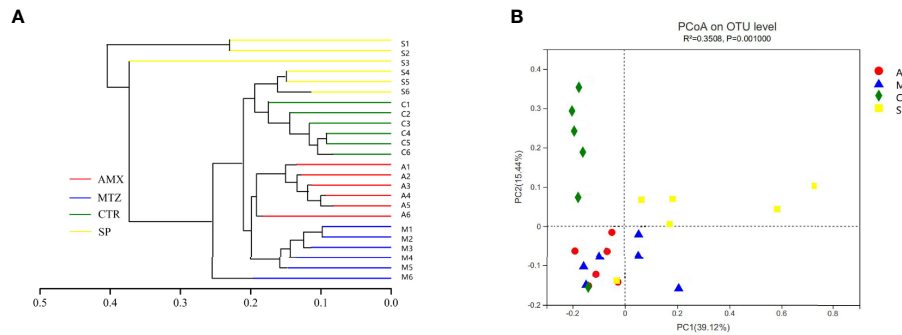 A
S1
S2
S3
S4
S5
S6
C1
C2
C3
C4
C5
C6
A1
A2
A3
A4
A5
A6
M1
M2
M3
M4
M5
M6
AMX
MTZ
CTR
SP
0.5 0.4 0.3 0.2 0.1 0.0
B
PCoA on OTU level
R²=0.3508, P=0.001000
PC2(15.44%)
0.4
0.3
0.2
0.1
0
-0.1
-0.2
-0.2 0 0.2 0.4 0.6 0.8
PC1(39.12%)
A
M
C
S